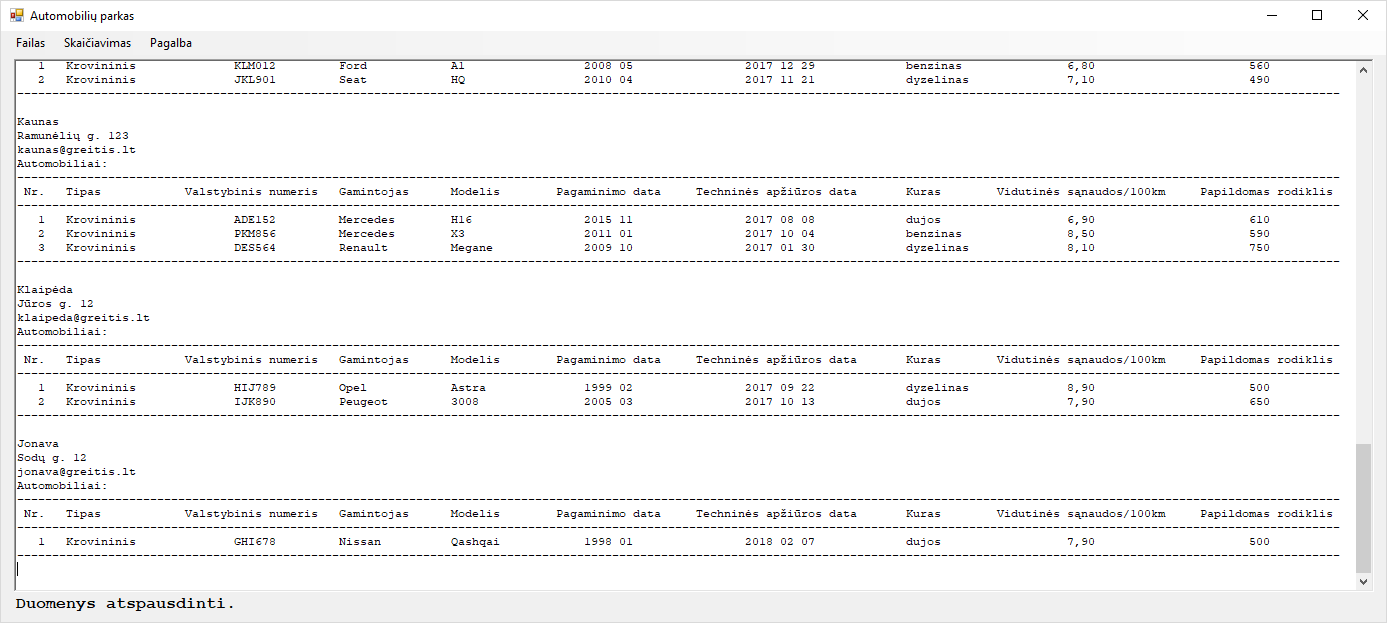 Automobilių parkas
Failas Skaičiavimas Pagalba
1 Krovininis KLM012 Ford A1 2008 05 2017 12 29 benzinas 6,80 560
2 Krovininis JKL901 Seat HQ 2010 04 2017 11 21 dyzelinas 7,10 490
Kaunas
Ramunėlių g. 123
kaunas@greitis.lt
Automobiliai:
Nr. Tipas Valstybinis numeris Gamintojas Modelis Pagaminimo data Techninės apžiūros data Kuras Vidutinės sąnaudos/100km Papildomas rodiklis
1 Krovininis ADE152 Mercedes H16 2015 11 2017 08 08 dujos 6,90 610
2 Krovininis PKM856 Mercedes X3 2011 01 2017 10 04 benzinas 8,50 590
3 Krovininis DES564 Renault Megane 2009 10 2017 01 30 dyzelinas 8,10 750
Klaipėda
Jūros g. 12
klaipeda@greitis.lt
Automobiliai:
Nr. Tipas Valstybinis numeris Gamintojas Modelis Pagaminimo data Techninės apžiūros data Kuras Vidutinės sąnaudos/100km Papildomas rodiklis
1 Krovininis HIJ789 Opel Astra 1999 02 2017 09 22 dyzelinas 8,90 500
2 Krovininis IJK890 Peugeot 3008 2005 03 2017 10 13 dujos 7,90 650
Jonava
Sodų g. 12
jonava@greitis.lt
Automobiliai:
Nr. Tipas Valstybinis numeris Gamintojas Modelis Pagaminimo data Techninės apžiūros data Kuras Vidutinės sąnaudos/100km Papildomas rodiklis
1 Krovininis GHI678 Nissan Qashqai 1998 01 2018 02 07 dujos 7,90 500
Duomenys atspausdinti.